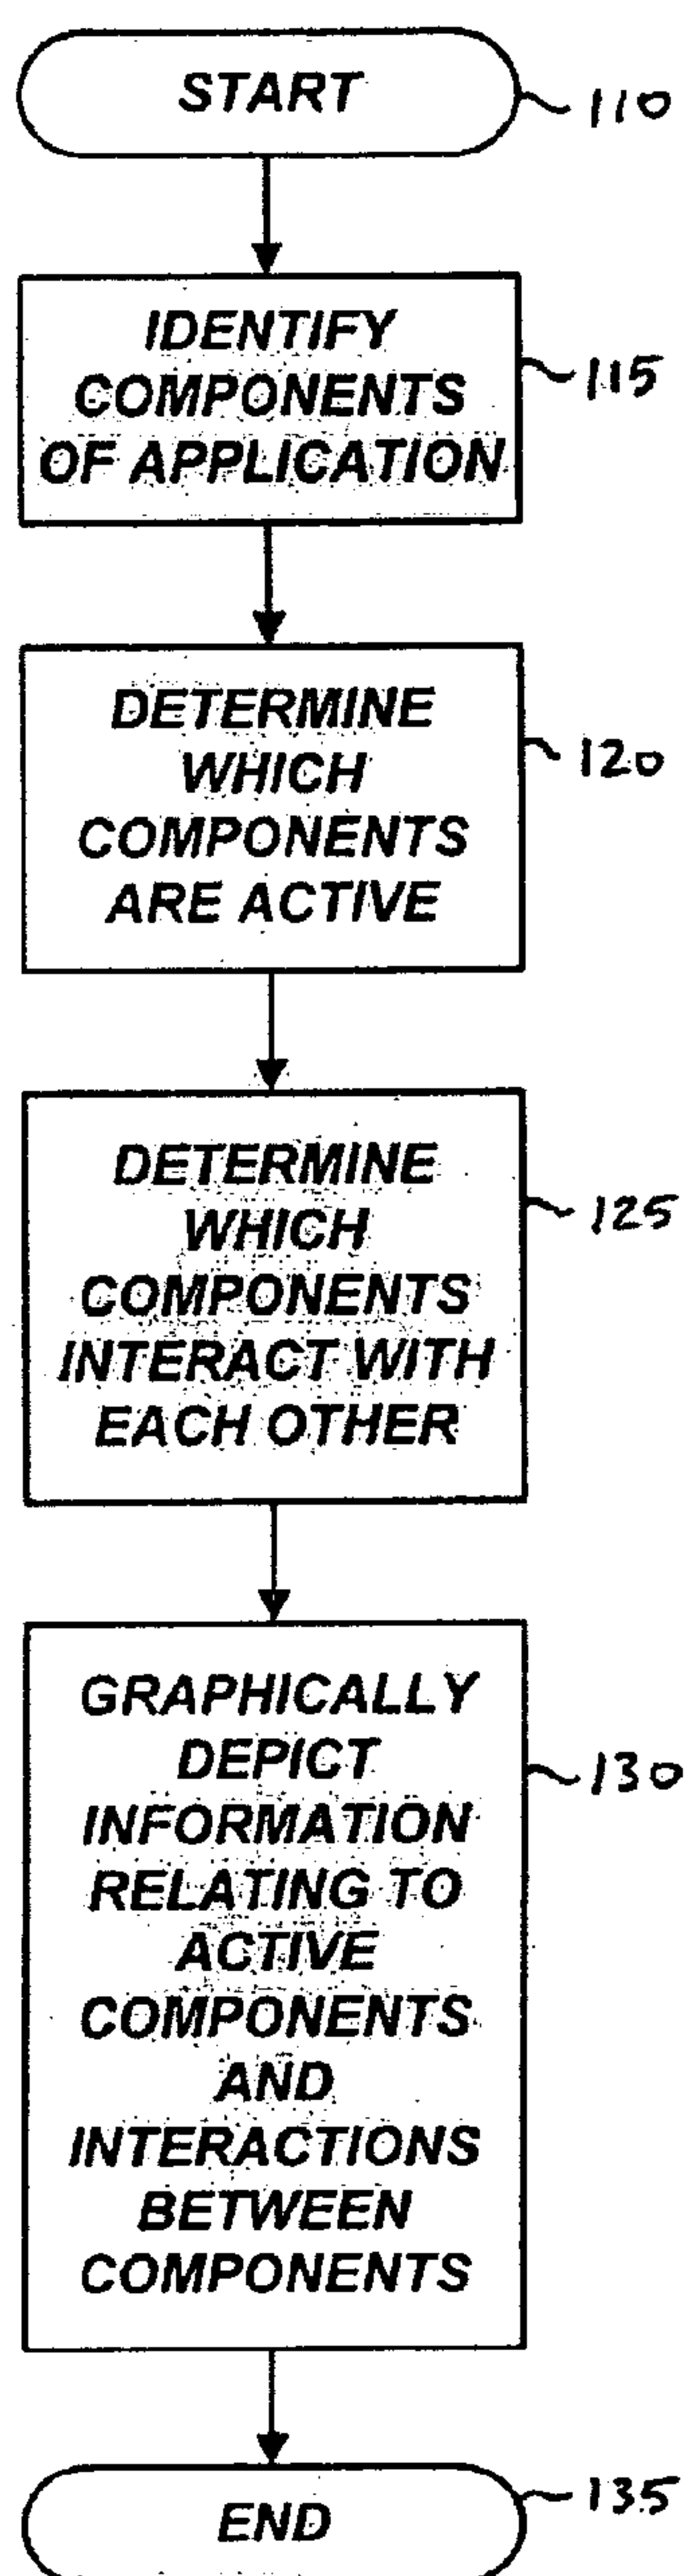 START
110
IDENTIFY
COMPONENTS
OF APPLICATION
115
DETERMINE
WHICH
COMPONENTS
ARE ACTIVE
120
DETERMINE
WHICH
COMPONENTS
INTERACT WITH
EACH OTHER
125
GRAPHICALLY
DEPICT
INFORMATION
RELATING TO
ACTIVE
COMPONENTS
AND
INTERACTIONS
BETWEEN
COMPONENTS
130
END
135